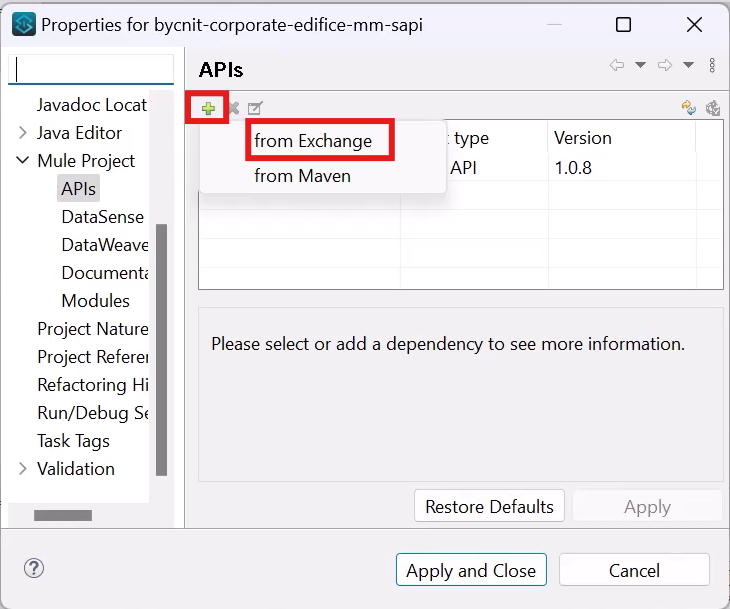 Properties for bycnit-corporate-edifice-mm-sapi
APIs
Javadoc Locat
Java Editor
Mule Project
APIs
DataSense
DataWeave
Documenta
Modules
Project Nature
Project Referer
Refactoring Hi
Run/Debug Se
Task Tags
Validation
from Exchange
from Maven
t type
Version
API
1.0.8
Please select or add a dependency to see more information.
Restore Defaults
Apply
?
Apply and Close
Cancel